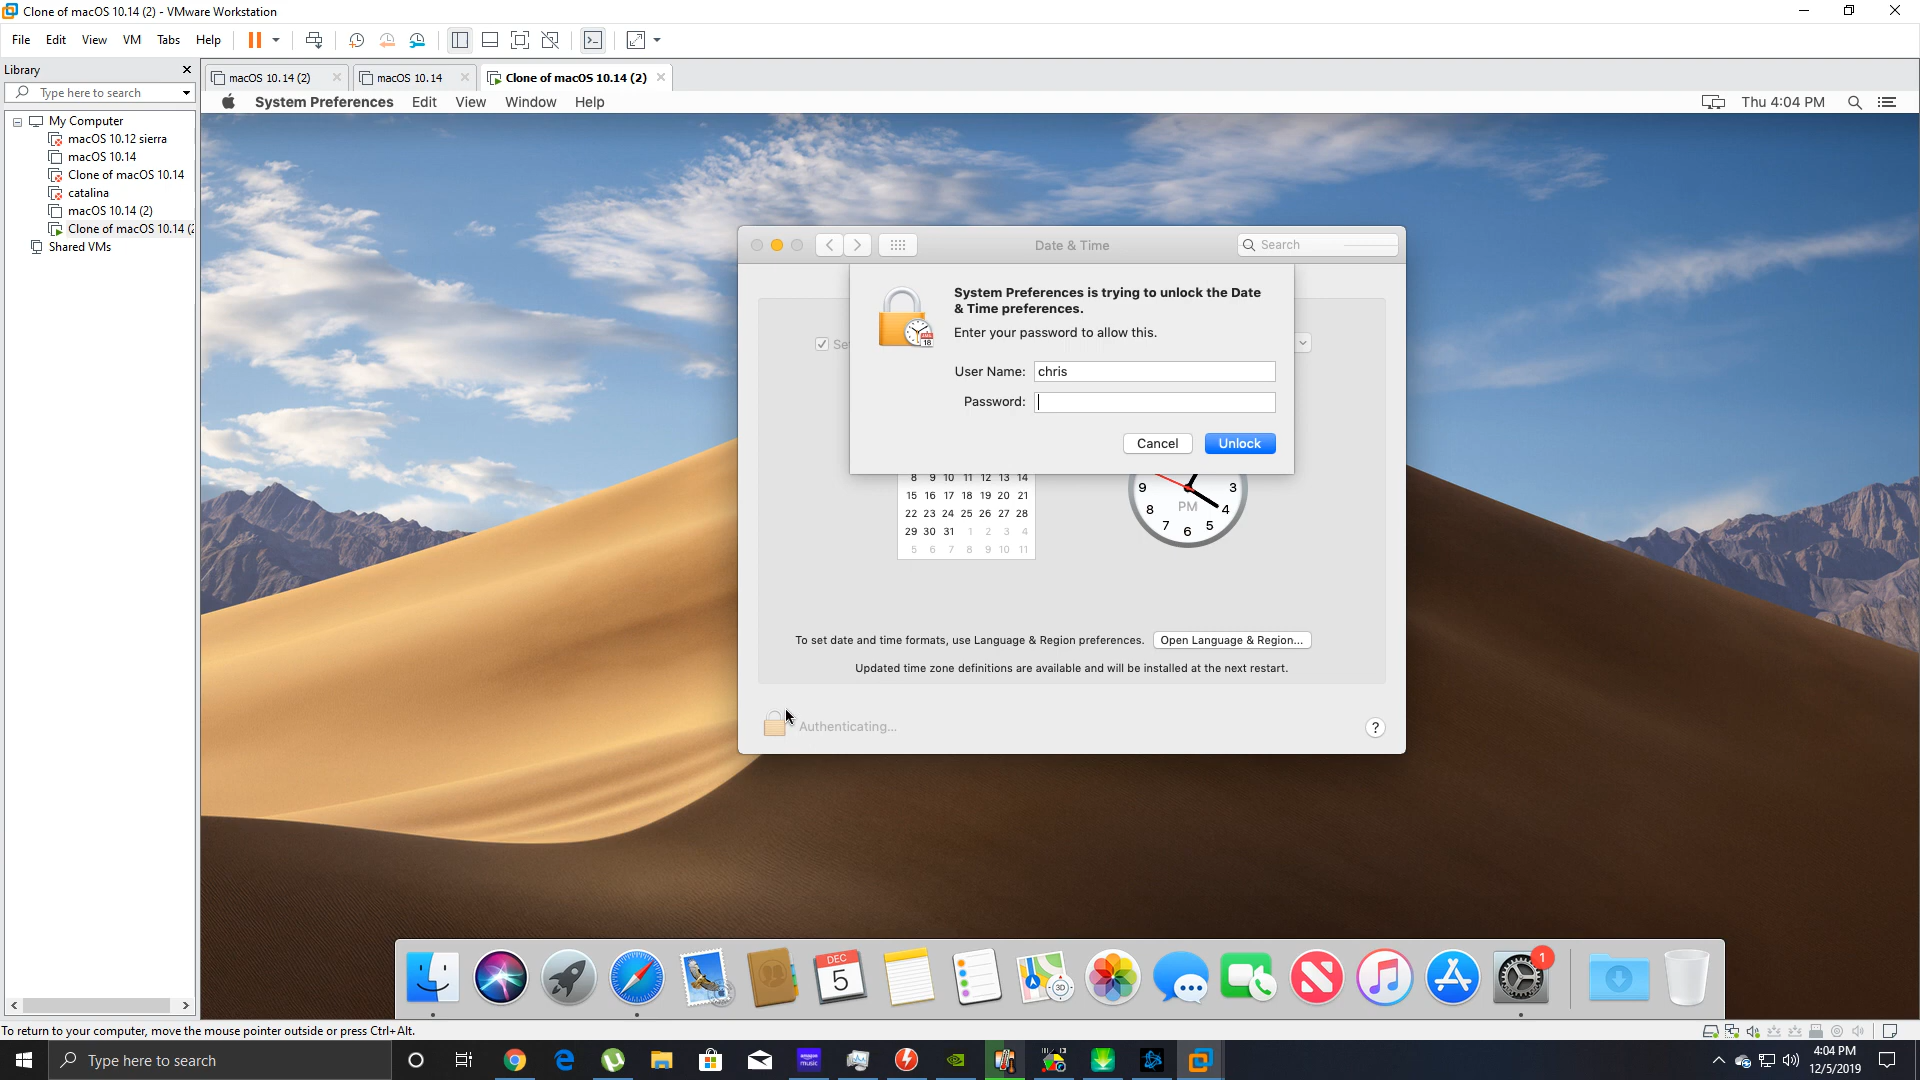 Clone of macOS 10.14 (2) - VMware Workstation
File Edit View VM Tabs Help
Library
macOS 10.14 (2) macOS 10.14 Clone of macOS 10.14 (2)
Type here to search
System Preferences Edit View Window Help Thu 4:04 PM
My Computer
macOS 10.12 sierra
macOS 10.14
Clone of macOS 10.14
catalina
macOS 10.14 (2)
Clone of macOS 10.14 (2
Shared VMs
Date & Time Search
System Preferences is trying to unlock the Date
& Time preferences.
Enter your password to allow this.
Se
User Name: chris
Password:
Cancel Unlock
8 9 10 11 12 13 14
15 16 17 18 19 20 21
22 23 24 25 26 27 28
29 30 31 1 2 3 4
5 6 7 8 9 10 11
9 3
PM
8 4
7 6 5
To set date and time formats, use Language & Region preferences. Open Language & Region...
Updated time zone definitions are available and will be installed at the next restart.
Authenticating... ?
DEC
5
3D
1
To return to your computer, move the mouse pointer outside or press Ctrl+Alt.
Type here to search
amazon
music
4:04 PM
12/5/2019